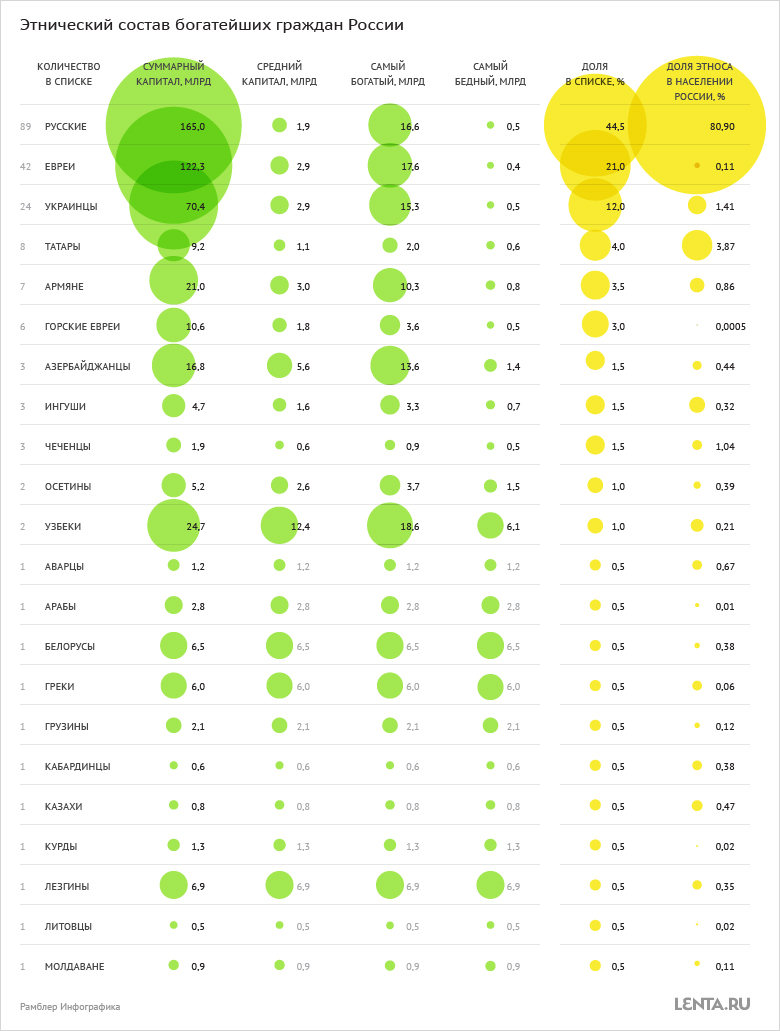 Этнический состав богатейших граждан России
КОЛИЧЕСТВО В СПИСКЕ СУММАРНЫЙ КАПИТАЛ, МЛРД СРЕДНИЙ КАПИТАЛ, МЛРД САМЫЙ БОГАТЫЙ, МЛРД САМЫЙ БЕДНЫЙ, МЛРД ДОЛЯ В СПИСКЕ, % ДОЛЯ ЭТНОСА В НАСЕЛЕНИИ РОССИИ, %
89 РУССКИЕ 165,0 1,9 16,6 0,5 44,5 80,90
42 ЕВРЕИ 122,3 2,9 17,6 0,4 21,0 0,11
24 УКРАИНЦЫ 70,4 2,9 15,3 0,5 12,0 1,41
8 ТАТАРЫ 9,2 1,1 2,0 0,6 4,0 3,87
7 АРМЯНЕ 21,0 3,0 10,3 0,8 3,5 0,86
6 ГОРСКИЕ ЕВРЕИ 10,6 1,8 3,6 0,5 3,0 0,0005
3 АЗЕРБАЙДЖАНЦЫ 16,8 5,6 13,6 1,4 1,5 0,44
3 ИНГУШИ 4,7 1,6 3,3 0,7 1,5 0,32
3 ЧЕЧЕНЦЫ 1,9 0,6 0,9 0,5 1,5 1,04
2 ОСЕТИНЫ 5,2 2,6 3,7 1,5 1,0 0,39
2 УЗБЕКИ 24,7 12,4 18,6 6,1 1,0 0,21
1 АВАРЦЫ 1,2 1,2 1,2 1,2 0,5 0,67
1 АРАБЫ 2,8 2,8 2,8 2,8 0,5 0,01
1 БЕЛОРУСЫ 6,5 6,5 6,5 6,5 0,5 0,38
1 ГРЕКИ 6,0 6,0 6,0 6,0 0,5 0,06
1 ГРУЗИНЫ 2,1 2,1 2,1 2,1 0,5 0,12
1 КАБАРДИНЦЫ 0,6 0,6 0,6 0,6 0,5 0,38
1 КАЗАХИ 0,8 0,8 0,8 0,8 0,5 0,47
1 КУРДЫ 1,3 1,3 1,3 1,3 0,5 0,02
1 ЛЕЗГИНЫ 6,9 6,9 6,9 6,9 0,5 0,35
1 ЛИТОВЦЫ 0,5 0,5 0,5 0,5 0,5 0,02
1 МОЛДАВАНЕ 0,9 0,9 0,9 0,9 0,5 0,11
Рамблер Инфографика LENTA.RU